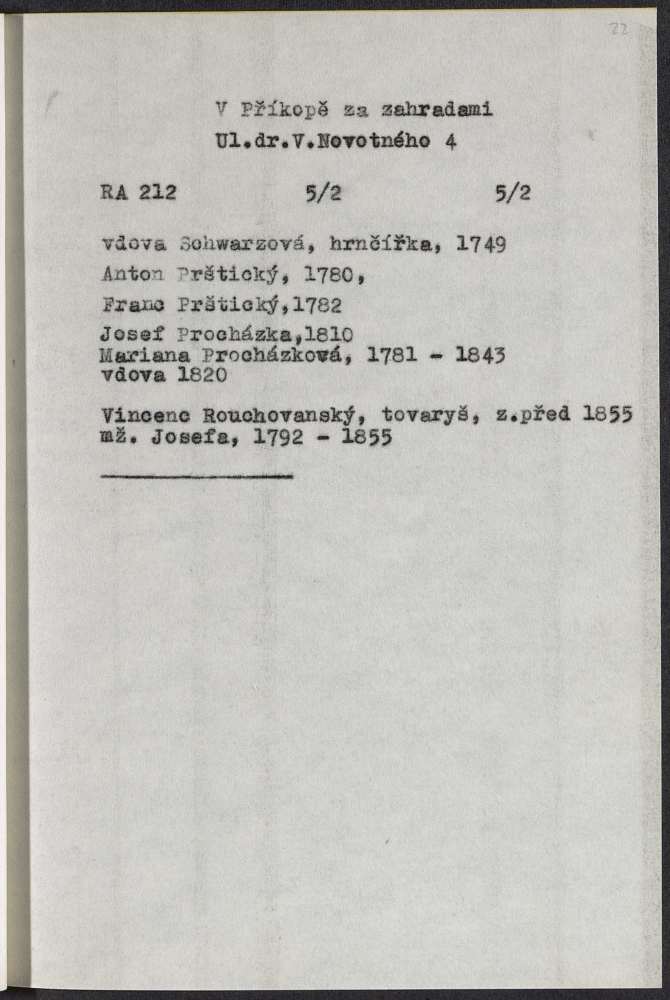 22
V Příkopě za zahradami
Ul.dr.V.Novotného 4
RA 212 5/2 5/2
vdova Schwarzová, hrnčířka, 1749
Anton Prštický, 1780,
Franc Prštický,1782
Josef Procházka,1810
Mariana Procházková, 1781 - 1843
vdova 1820
Vincenc Rouchovanský, tovaryš, z.před 1855
mž. Josefa, 1792 - 1855